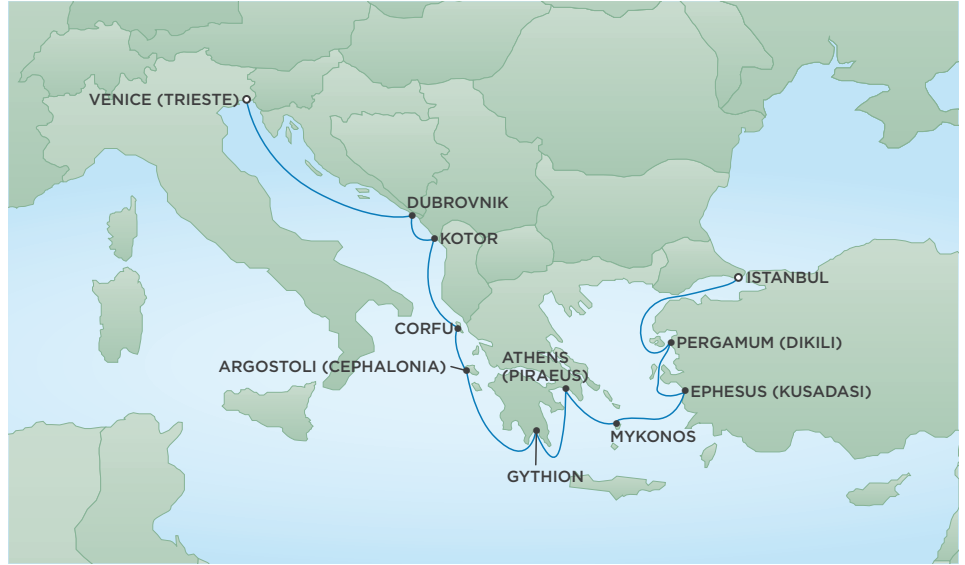 VENICE (TRIESTE)
DUBROVNIK
KOTOR
ISTANBUL
CORFU
PERGAMUM (DIKILI)
ATHENS
(PIRAEUS)
ARGOSTOLI (CEPHALONIA)
EPHESUS (KUSADASI)
MYKONOS
GYTHION